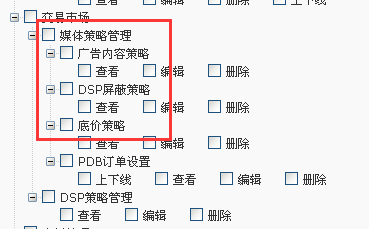 查看 编辑 删除 上下线
交易市场
媒体策略管理
广告内容策略
查看 编辑 删除
DSP屏蔽策略
查看 编辑 删除
底价策略
查看 编辑 删除
PDB订单设置
上下线 查看 编辑 删除
DSP策略管理
查看 编辑 删除